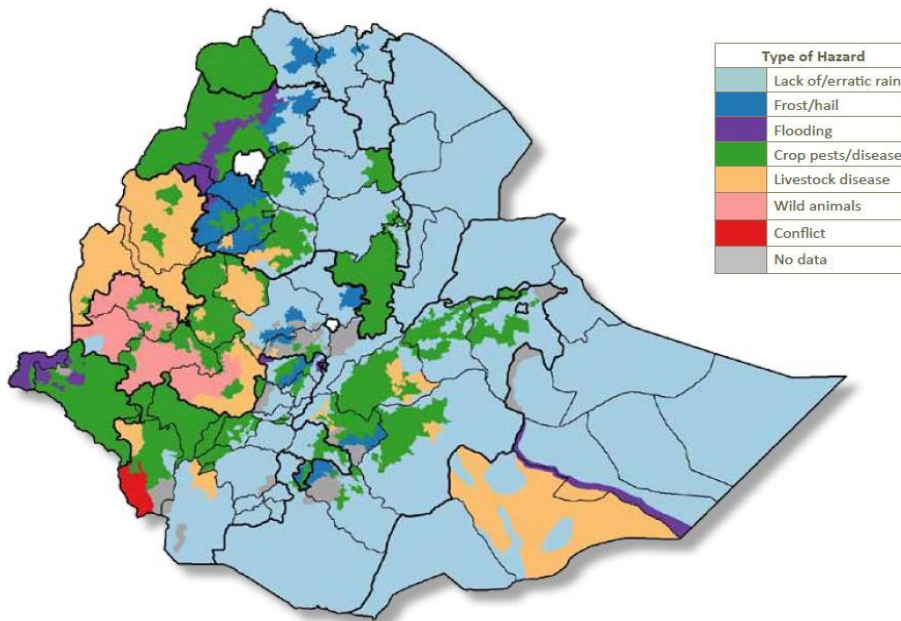 Type of Hazard
Lack of/erratic rain
Frost/hail
Flooding
Crop pests/disease
Livestock disease
Wild animals
Conflict
No data